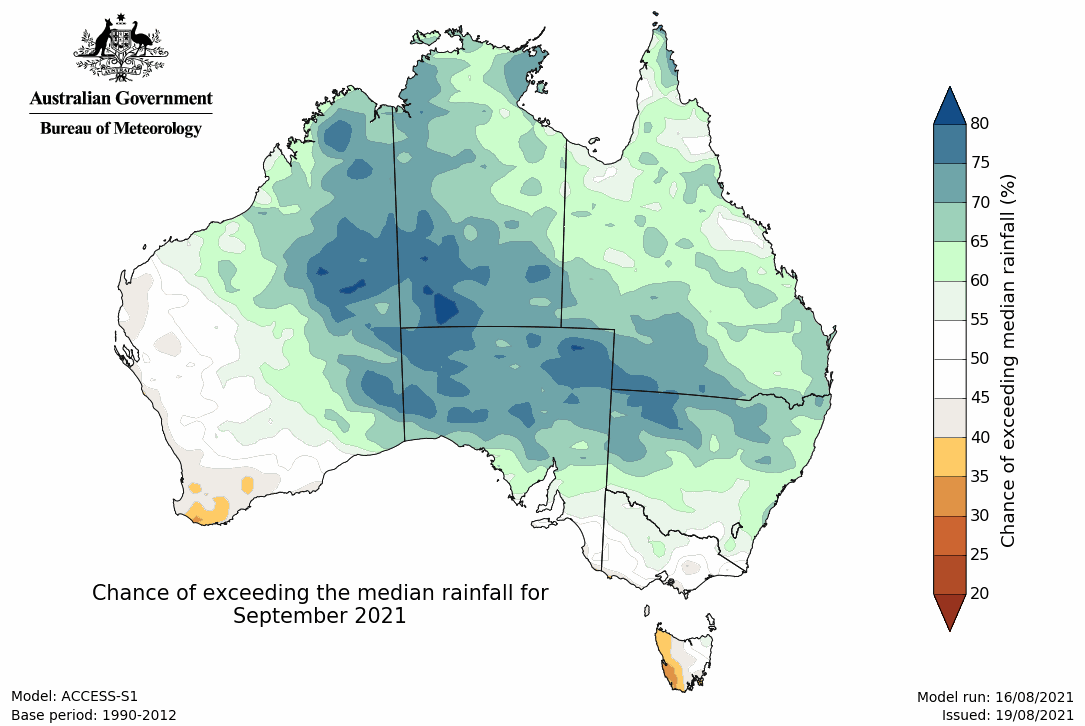 Australian Government
Bureau of Meteorology
80
75
70
65
60
55
50
45
40
35
30
25
20
Chance of exceeding median rainfall (%)
Chance of exceeding the median rainfall for
September 2021
Model: ACCESS-S1
Base period: 1990-2012
Model run: 16/08/2021
Issued: 19/08/2021